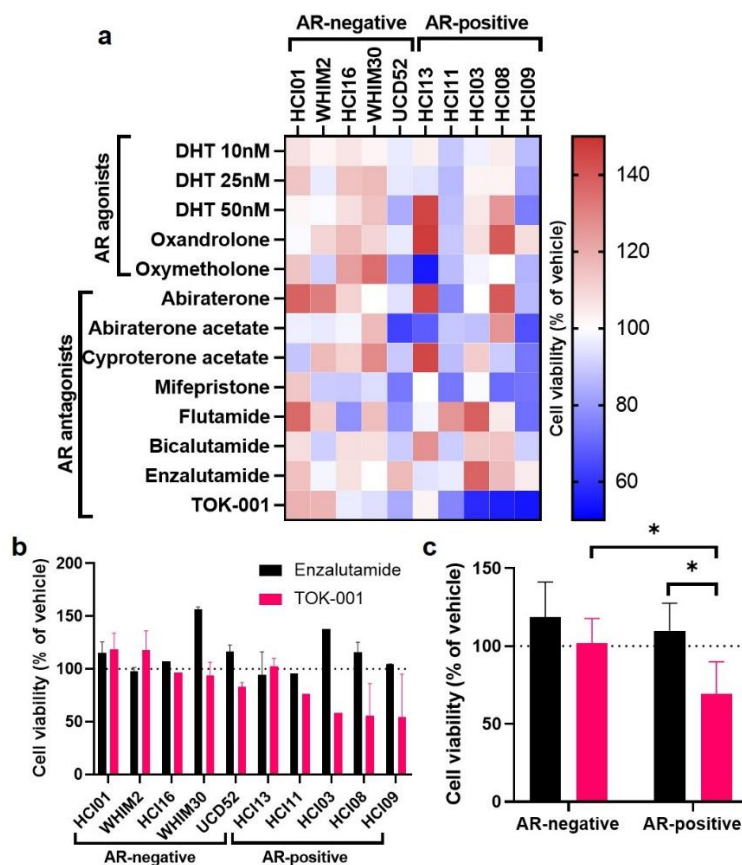 a
AR-negative
AR-positive
HCI01
WHIM2
HCI16
WHIM30
UCD52
HCI13
HCI11
HCI03
HCI08
HCI09
AR agonists
DHT 10nM
DHT 25nM
DHT 50nM
Oxandrolone
Oxymetholone
AR antagonists
Abiraterone
Abiraterone acetate
Cyproterone acetate
Mifepristone
Flutamide
Bicalutamide
Enzalutamide
TOK-001
140
120
100
80
60
Cell viability (% of vehicle)
b
Cell viability (% of vehicle)
200
150
100
50
0
Enzalutamide
TOK-001
HCI01
WHIM2
HCI16
WHIM30
UCD52
HCI13
HCI11
HCI03
HCI08
HCI09
AR-negative
AR-positive
c
Cell viability (% of vehicle)
150
100
50
0
*
*
AR-negative
AR-positive